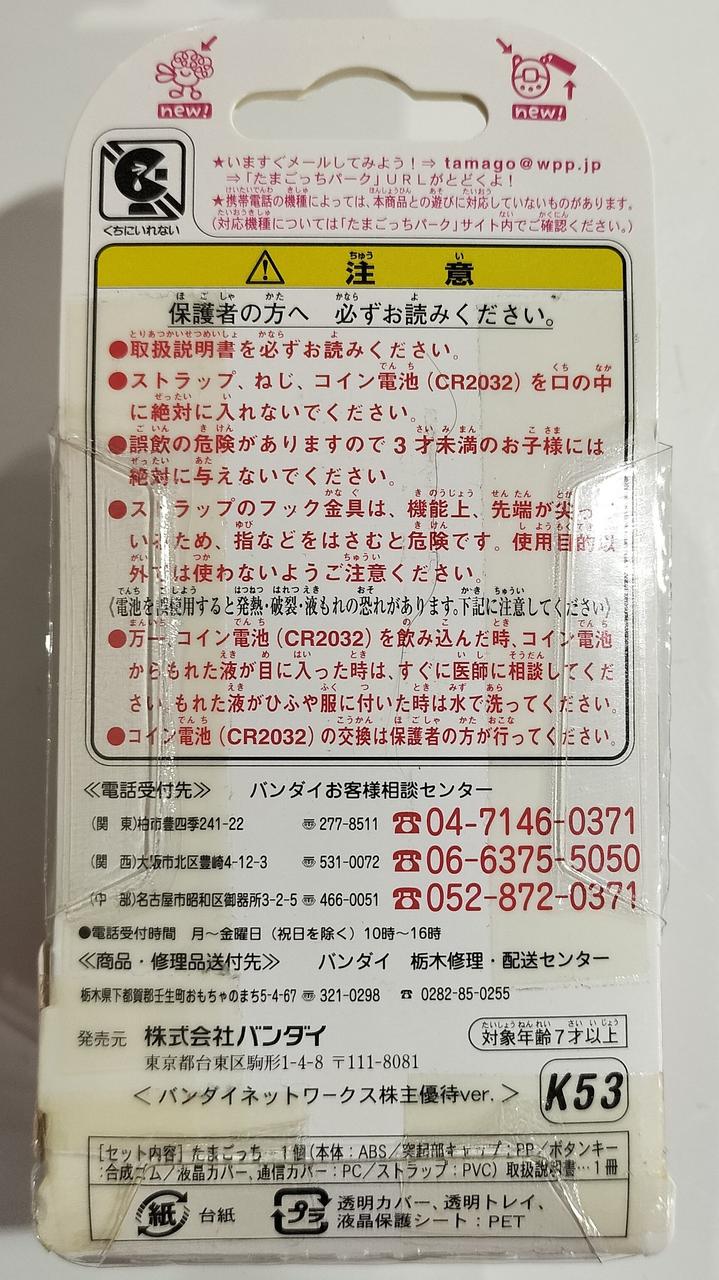 new!
new!
くちにいれない
★いますぐメールしてみよう！⇒ tamago@wpp.jp
⇒「たまごっちパーク」URLがとどくよ！
★携帯電話の機種によっては、本商品との遊びに対応していないものがあります。
(対応機種については「たまごっちパーク」サイト内でご確認ください。)
注意
保護者の方へ 必ずお読みください。
●取扱説明書を必ずお読みください。
●ストラップ、ねじ、コイン電池（CR2032）を口の中
に絶対に入れないでください。
●誤飲の危険がありますので３才未満のお子様には
絶対に与えないでください。
●ストラップのフック金具は、機能上、先端が尖っ
いるため、指などをはさむと危険です。使用目的以
外では使わないようご注意ください。
〈電池を誤使用すると発熱・破裂・液もれの恐れがあります。下記に注意してください〉
●万一、コイン電池（CR2032）を飲み込んだ時、コイン電池
からもれた液が目に入った時は、すぐに医師に相談してくだ
さい。もれた液がひふや服に付いた時は水で洗ってください。
●コイン電池（CR2032）の交換は保護者の方が行ってください。
≪電話受付先≫ バンダイお客様相談センター
(関 東)柏市豊四季241-22 〠 277-8511 ☎04-7146-0371
(関 西)大阪市北区豊崎4-12-3 〠 531-0072 ☎06-6375-5050
(中 部)名古屋市昭和区御器所3-2-5 〠 466-0051 ☎052-872-0371
●電話受付時間 月〜金曜日（祝日を除く）10時〜16時
≪商品・修理品送付先≫ バンダイ 栃木修理・配送センター
栃木県下都賀郡壬生町おもちゃのまち5-4-67 〠 321-0298 ☎ 0282-85-0255
発売元 株式会社バンダイ
対象年齢7才以上
東京都台東区駒形1-4-8 〒111-8081
＜バンダイネットワークス株主優待ver.＞
K53
［セット内容］たまごっち…1個（本体：ABS／突起部キャップ：PP／ボタンキー
：合成ゴム／液晶カバー、通信カバー：PC／ストラップ：PVC）取扱説明書…1冊
紙 台紙
プラ 透明カバー、透明トレイ、
液晶保護シート：PET